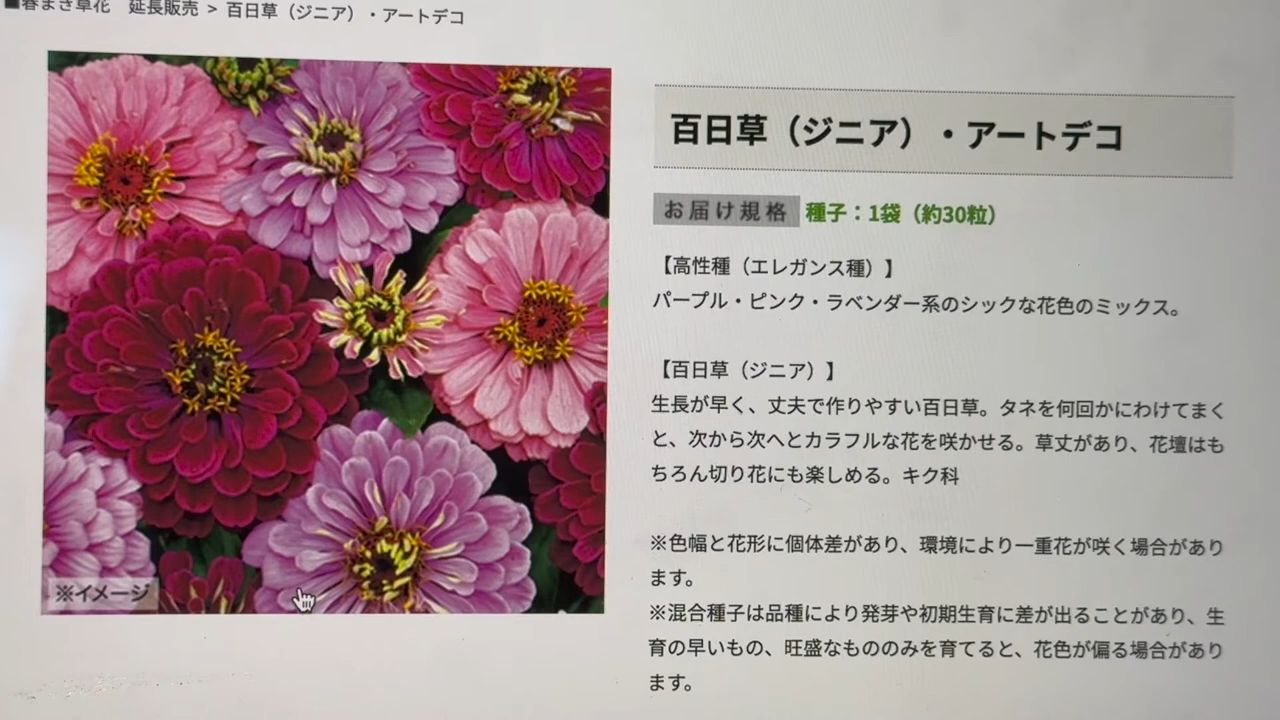 ■春まき草花 延長販売 > 百日草（ジニア）・アートデコ
百日草（ジニア）・アートデコ
お届け規格 種子：1袋（約30粒）
【高性種（エレガンス種）】
パープル・ピンク・ラベンダー系のシックな花色のミックス。
【百日草（ジニア）】
生長が早く、丈夫で作りやすい百日草。タネを何回かにわけてまく
と、次から次へとカラフルな花を咲かせる。草丈があり、花壇はも
ちろん切り花にも楽しめる。キク科
※色幅と花形に個体差があり、環境により一重花が咲く場合があり
ます。
※混合種子は品種により発芽や初期生育に差が出ることがあり、生
育の早いもの、旺盛なもののみを育てると、花色が偏る場合があり
ます。
※イメージ